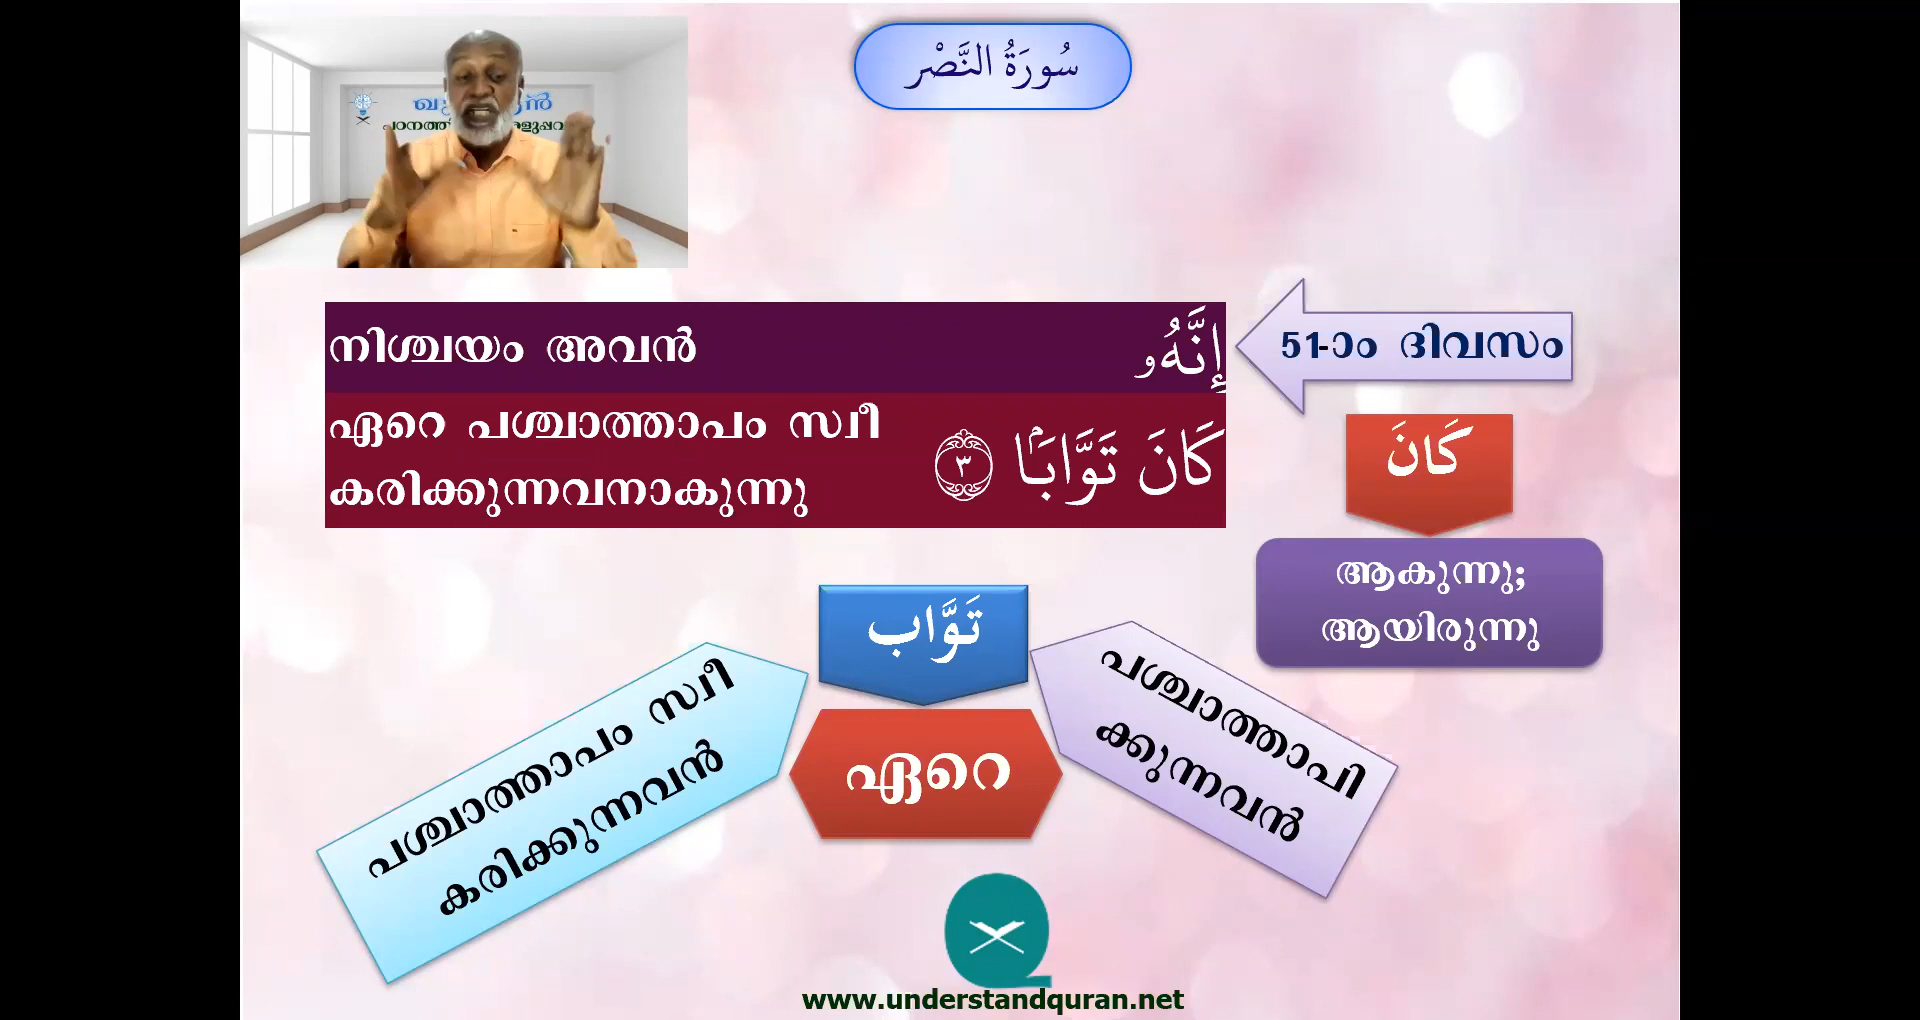 سُورَةُ النَّصْر
നിശ്ചയം അവൻ
إِنَّهُۥ
51-ാം ദിവസം
ഏറെ പശ്ചാത്താപം സ്വീ
കരിക്കുന്നവനാകുന്നു
كَانَ تَوَّابَۢا ٣
كَانَ
ആകുന്നു;
ആയിരുന്നു
تَوَّاب
ഏറെ
പശ്ചാത്താപം സ്വീ
കരിക്കുന്നവൻ
പശ്ചാത്താപി
ക്കുന്നവൻ
www.understandquran.net